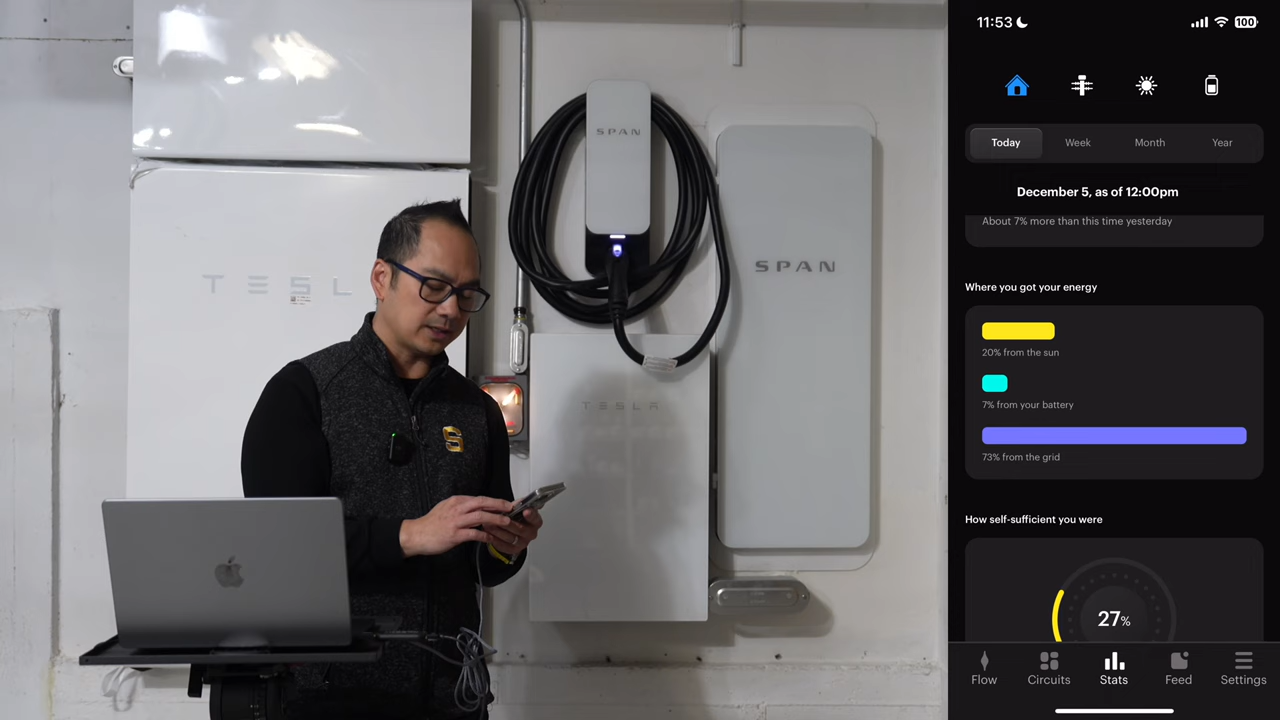 TESL
SPAN
SPAN
TESLA
S
11:53
100
Today
Week
Month
Year
December 5, as of 12:00pm
About 7% more than this time yesterday
Where you got your energy
20% from the sun
7% from your battery
73% from the grid
How self-sufficient you were
27%
Flow
Circuits
Stats
Feed
Settings